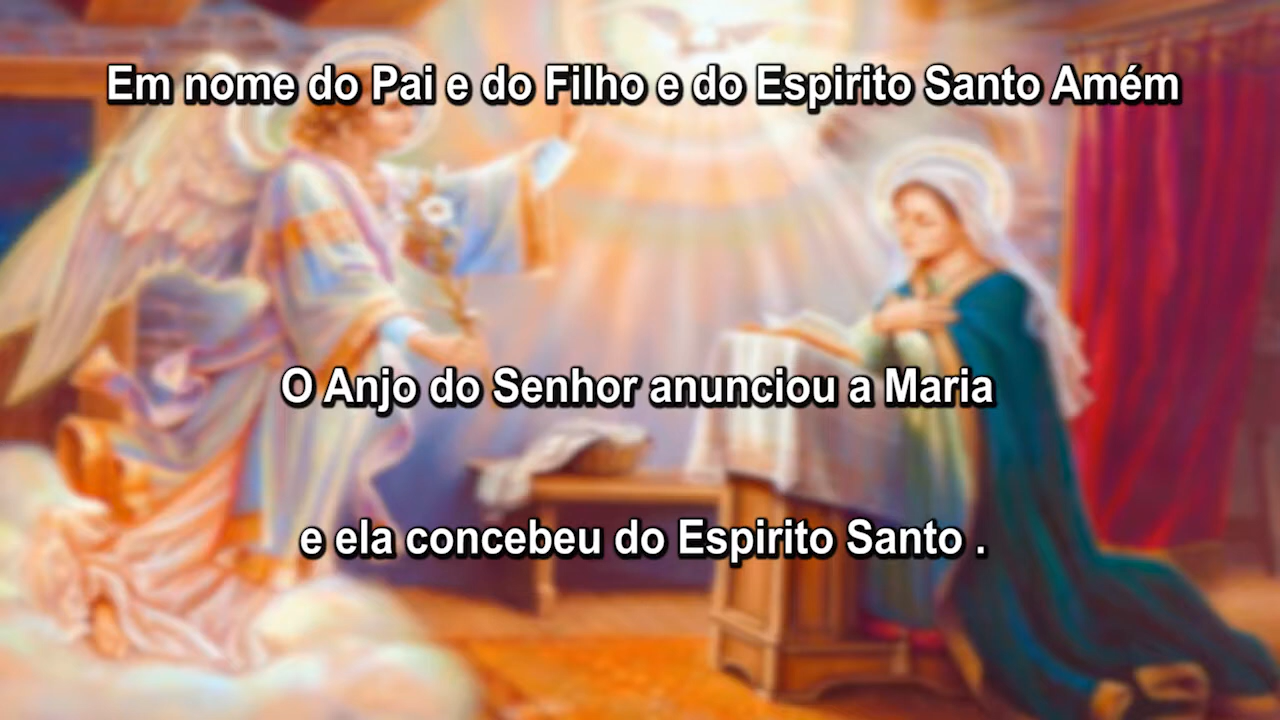 Em nome do Pai e do Filho e do Espirito Santo Amém
O Anjo do Senhor anunciou a Maria
e ela concebeu do Espirito Santo .